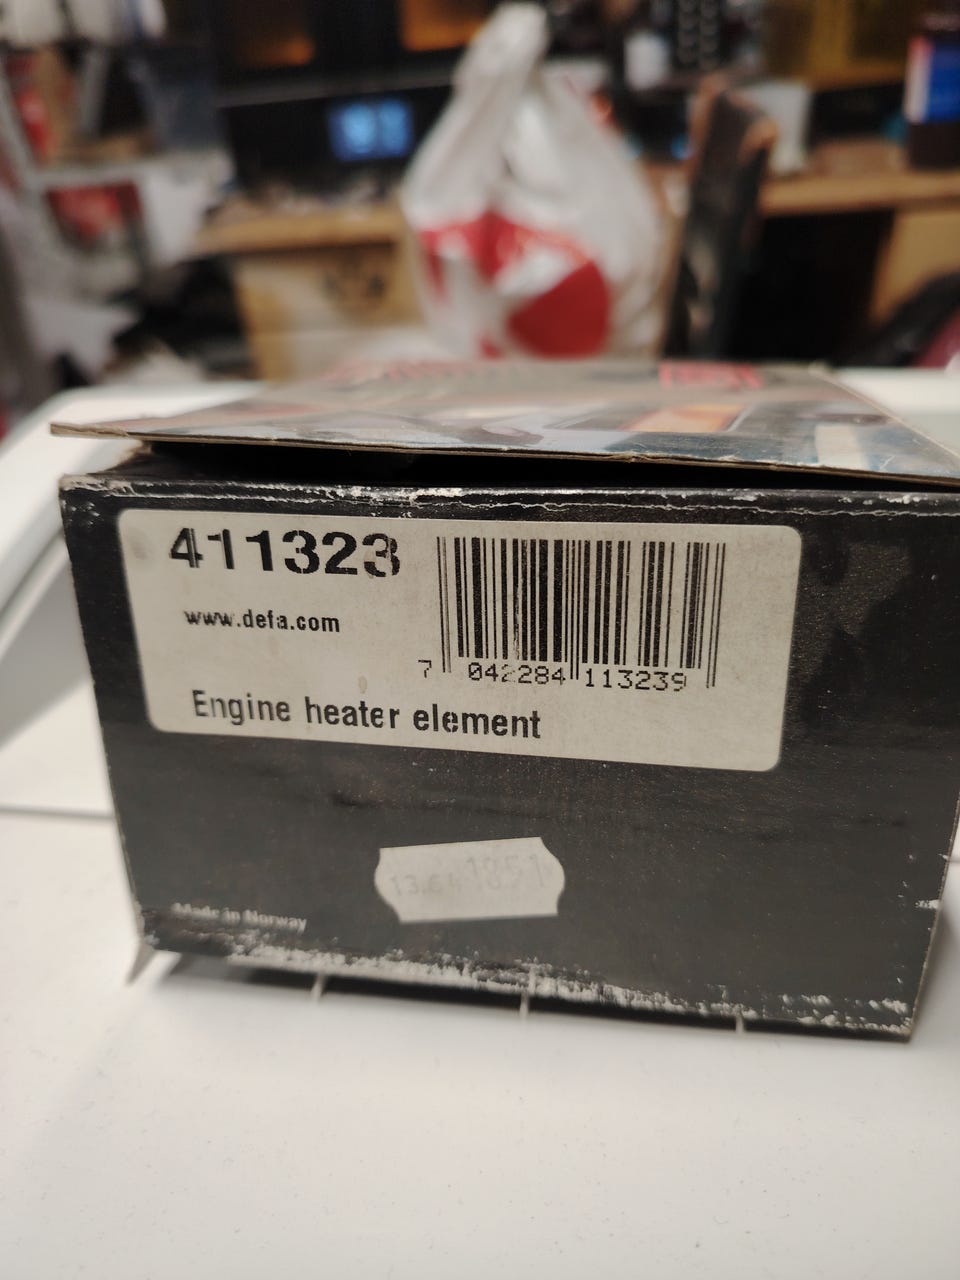 411323
www.defa.com
7 042284 113239
Engine heater element
Made in Norway